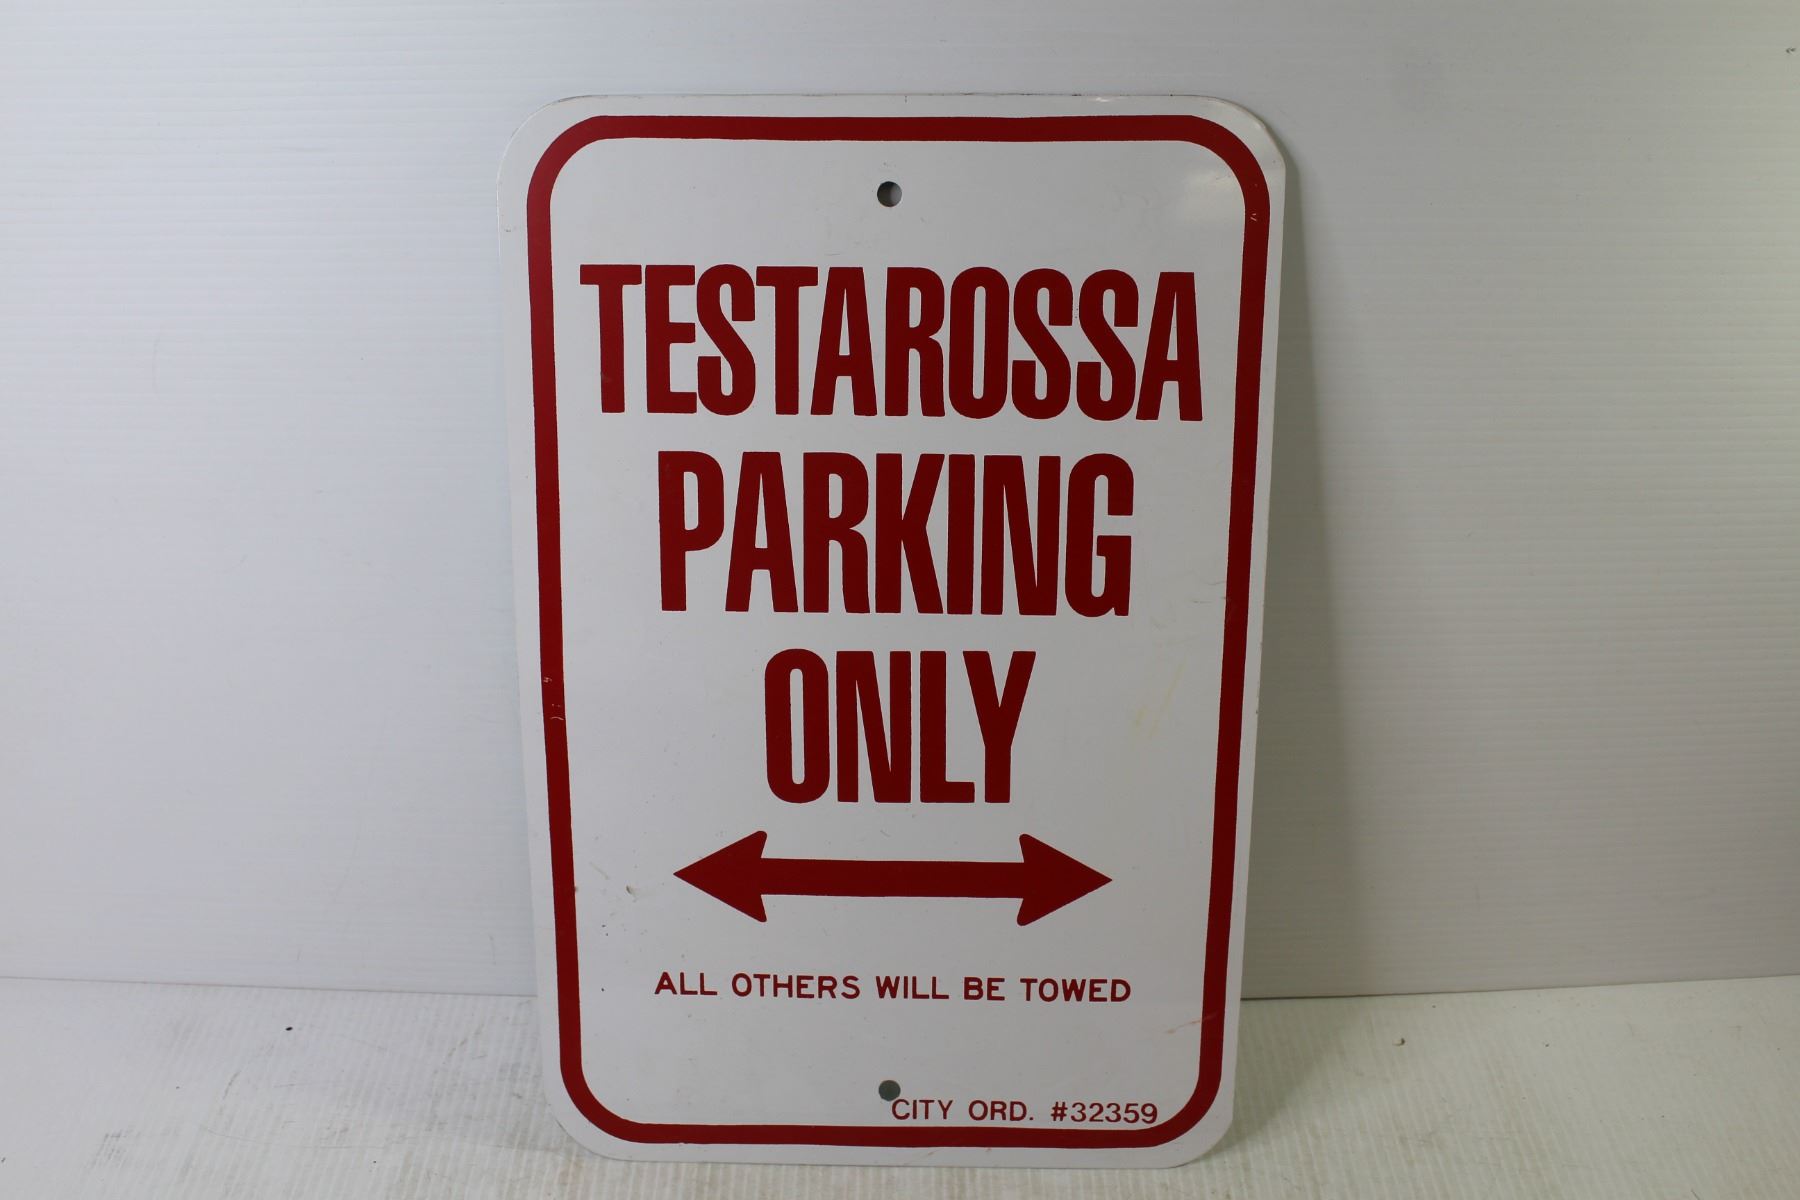 TESTAROSSA
PARKING
ONLY
ALL OTHERS WILL BE TOWED
CITY ORD. #32359